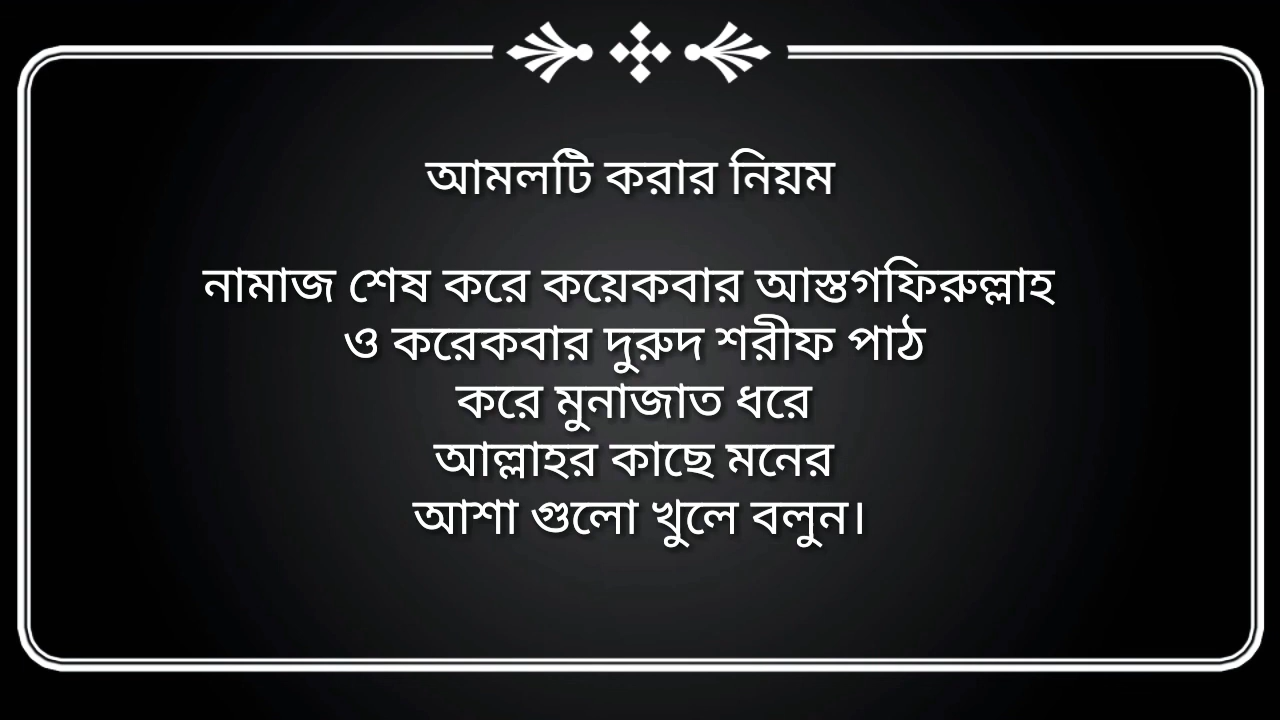 আমলটি করার নিয়ম
নামাজ শেষ করে কয়েকবার আস্তগফিরুল্লাহ
ও করেকবার দুরুদ শরীফ পাঠ
করে মুনাজাত ধরে
আল্লাহর কাছে মনের
আশা গুলো খুলে বলুন।